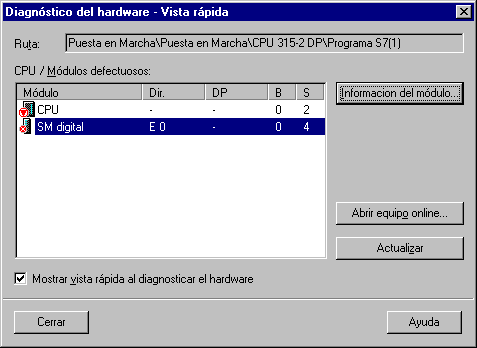 Diagnóstico del hardware - Vista rápida
Ruta: Puesta en Marcha\Puesta en Marcha\CPU 315-2 DP\Programa S7(1)
CPU / Módulos defectuosos:
Módulo Dir. DP B S
CPU - - 0 2
SM digital E 0 - 0 4
Informacion del módulo...
Abrir equipo online...
Actualizar
Mostrar vista rápida al diagnosticar el hardware
Cerrar Ayuda